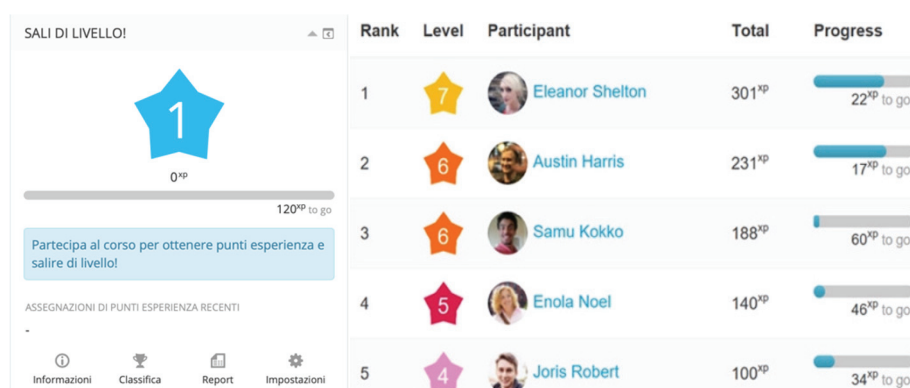 SALI DI LIVELLO!
1
0xp
120xp to go
Partecipa al corso per ottenere punti esperienza e
salire di livello!
ASSEGNAZIONI DI PUNTI ESPERIENZA RECENTI
-
Informazioni Classifica Report Impostazioni
Rank Level Participant Total Progress
1 7 Eleanor Shelton 301xp 22xp to go
2 6 Austin Harris 231xp 17xp to go
3 6 Samu Kokko 188xp 60xp to go
4 5 Enola Noel 140xp 46xp to go
5 4 Joris Robert 100xp 34xp to go